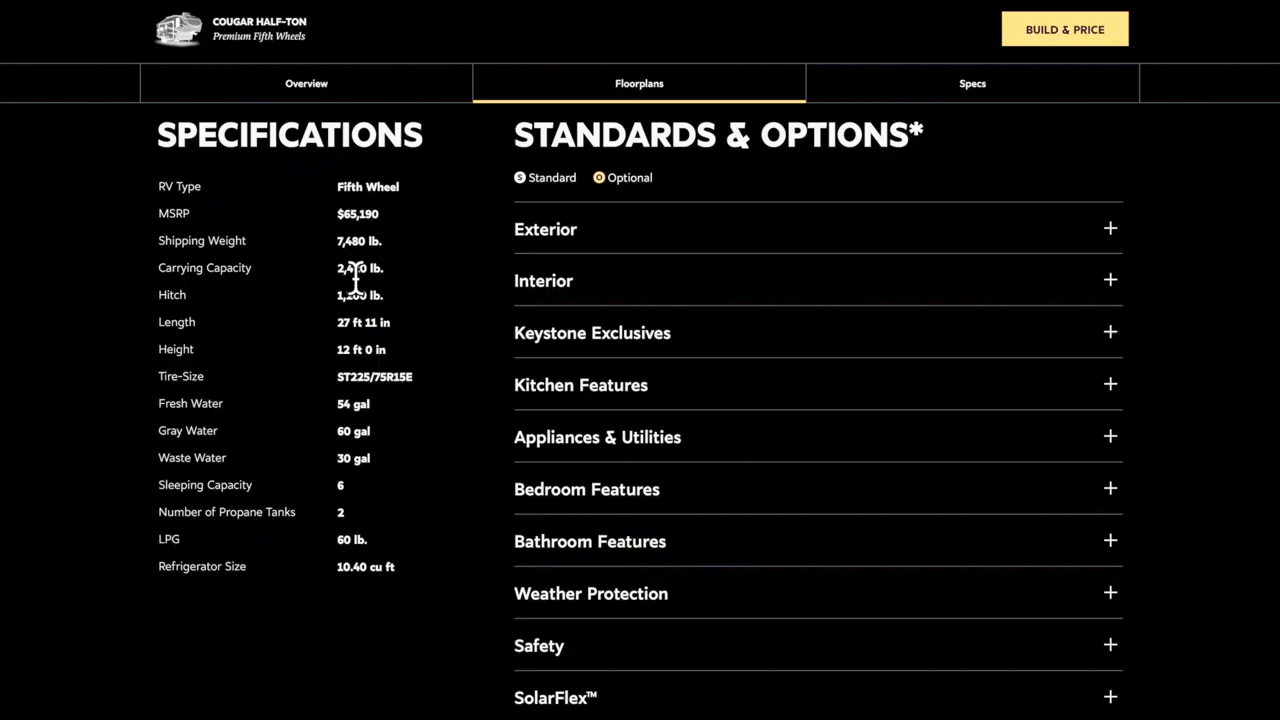 COUGAR HALF-TON
Premium Fifth Wheels
BUILD & PRICE
Overview
Floorplans
Specs
SPECIFICATIONS
RV Type Fifth Wheel
MSRP $65,190
Shipping Weight 7,480 lb.
Carrying Capacity lb.
Hitch lb.
Length 27 ft 11 in
Height 12 ft 0 in
Tire-Size ST225/75R15E
Fresh Water 54 gal
Gray Water 60 gal
Waste Water 30 gal
Sleeping Capacity 6
Number of Propane Tanks 2
LPG 60 lb.
Refrigerator Size 10.40 cu ft
STANDARDS & OPTIONS*
S Standard O Optional
Exterior +
Interior +
Keystone Exclusives +
Kitchen Features +
Appliances & Utilities +
Bedroom Features +
Bathroom Features +
Weather Protection +
Safety +
SolarFlex™ +